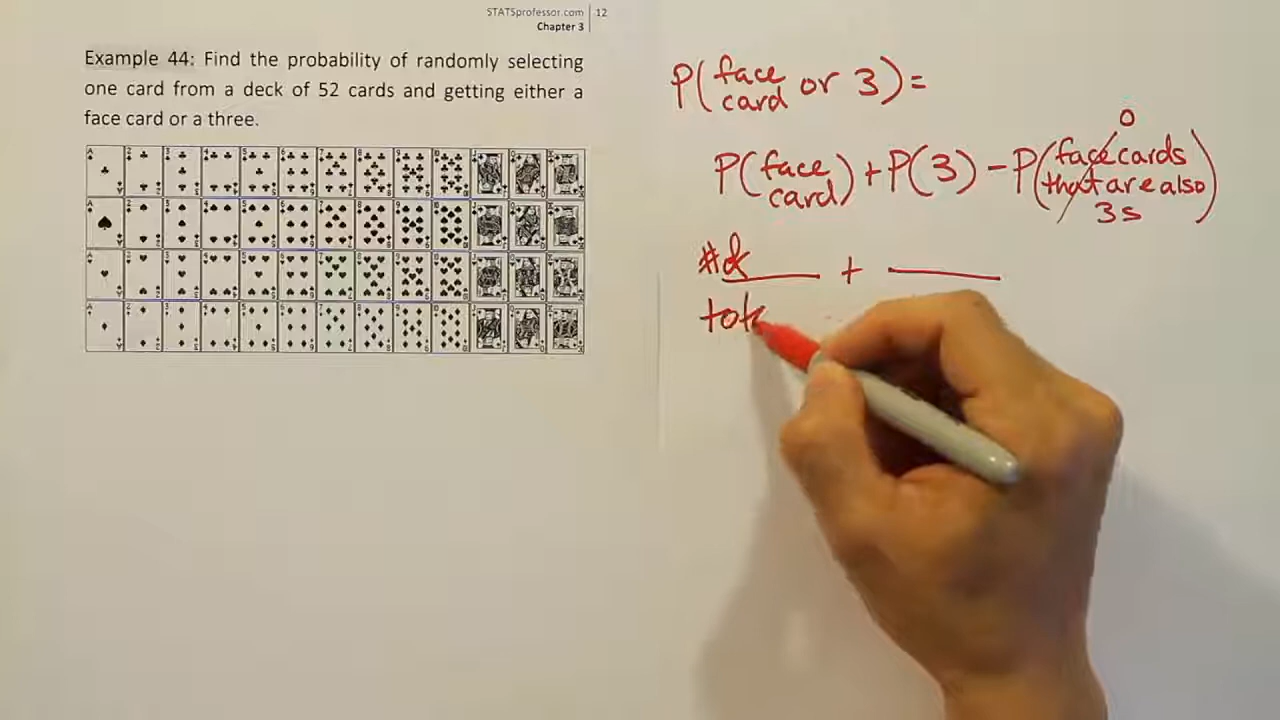 STATSprofessor.com 12
Chapter 3
Example 44: Find the probability of randomly selecting
one card from a deck of 52 cards and getting either a
face card or a three.
P(face card or 3) =
0
P(face card) + P(3) - P(face cards that are also 3s)
+